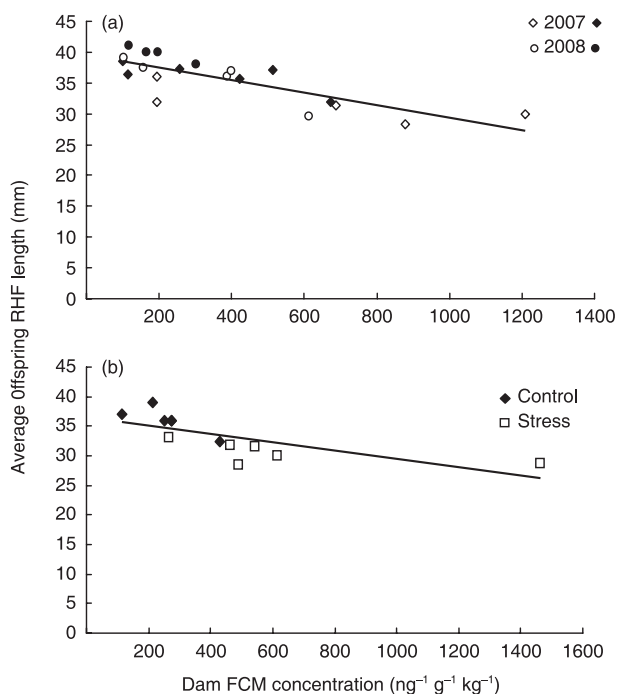 (a)
2007
2008
45
40
35
30
25
20
15
10
5
0
200 400 600 800 1000 1200 1400
Average Offspring RHF length (mm)
(b)
Control
Stress
45
40
35
30
25
20
15
10
5
0
200 400 600 800 1000 1200 1400 1600
Dam FCM concentration (ng⁻¹ g⁻¹ kg⁻¹)